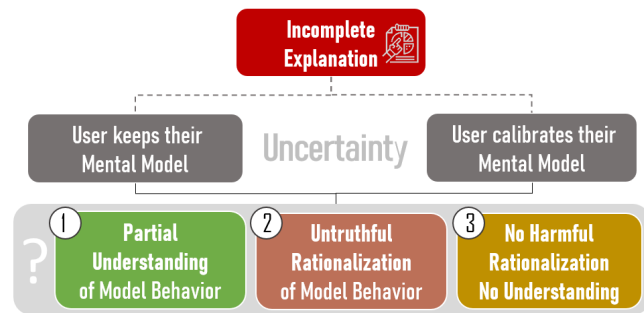 Incomplete
Explanation
User keeps their
Mental Model
Uncertainty
User calibrates their
Mental Model
?
1
Partial
Understanding
of Model Behavior
2
Untruthful
Rationalization
of Model Behavior
3
No Harmful
Rationalization
No Understanding